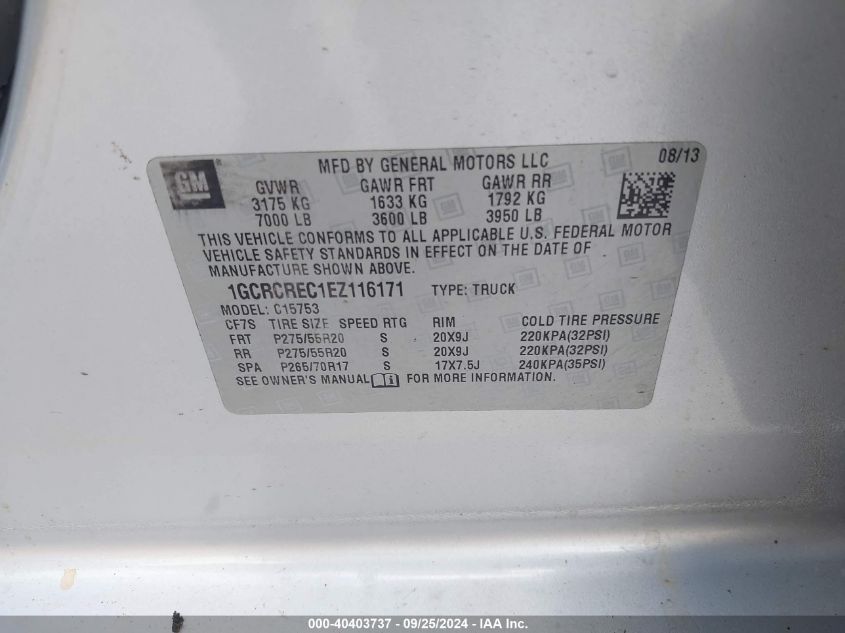 GM
®
MFD BY GENERAL MOTORS LLC 08/13
GVWR GAWR FRT GAWR RR
3175 KG 1633 KG 1792 KG
7000 LB 3600 LB 3950 LB
THIS VEHICLE CONFORMS TO ALL APPLICABLE U.S. FEDERAL MOTOR
VEHICLE SAFETY STANDARDS IN EFFECT ON THE DATE OF
MANUFACTURE SHOWN ABOVE.
1GCRCREC1EZ116171 TYPE: TRUCK
MODEL: C15753
CF7S TIRE SIZE SPEED RTG RIM COLD TIRE PRESSURE
FRT P275/55R20 S 20X9J 220KPA(32PSI)
RR P275/55R20 S 20X9J 220KPA(32PSI)
SPA P265/70R17 S 17X7.5J 240KPA(35PSI)
SEE OWNER'S MANUAL FOR MORE INFORMATION.
000-40403737 - 09/25/2024 - IAA Inc.